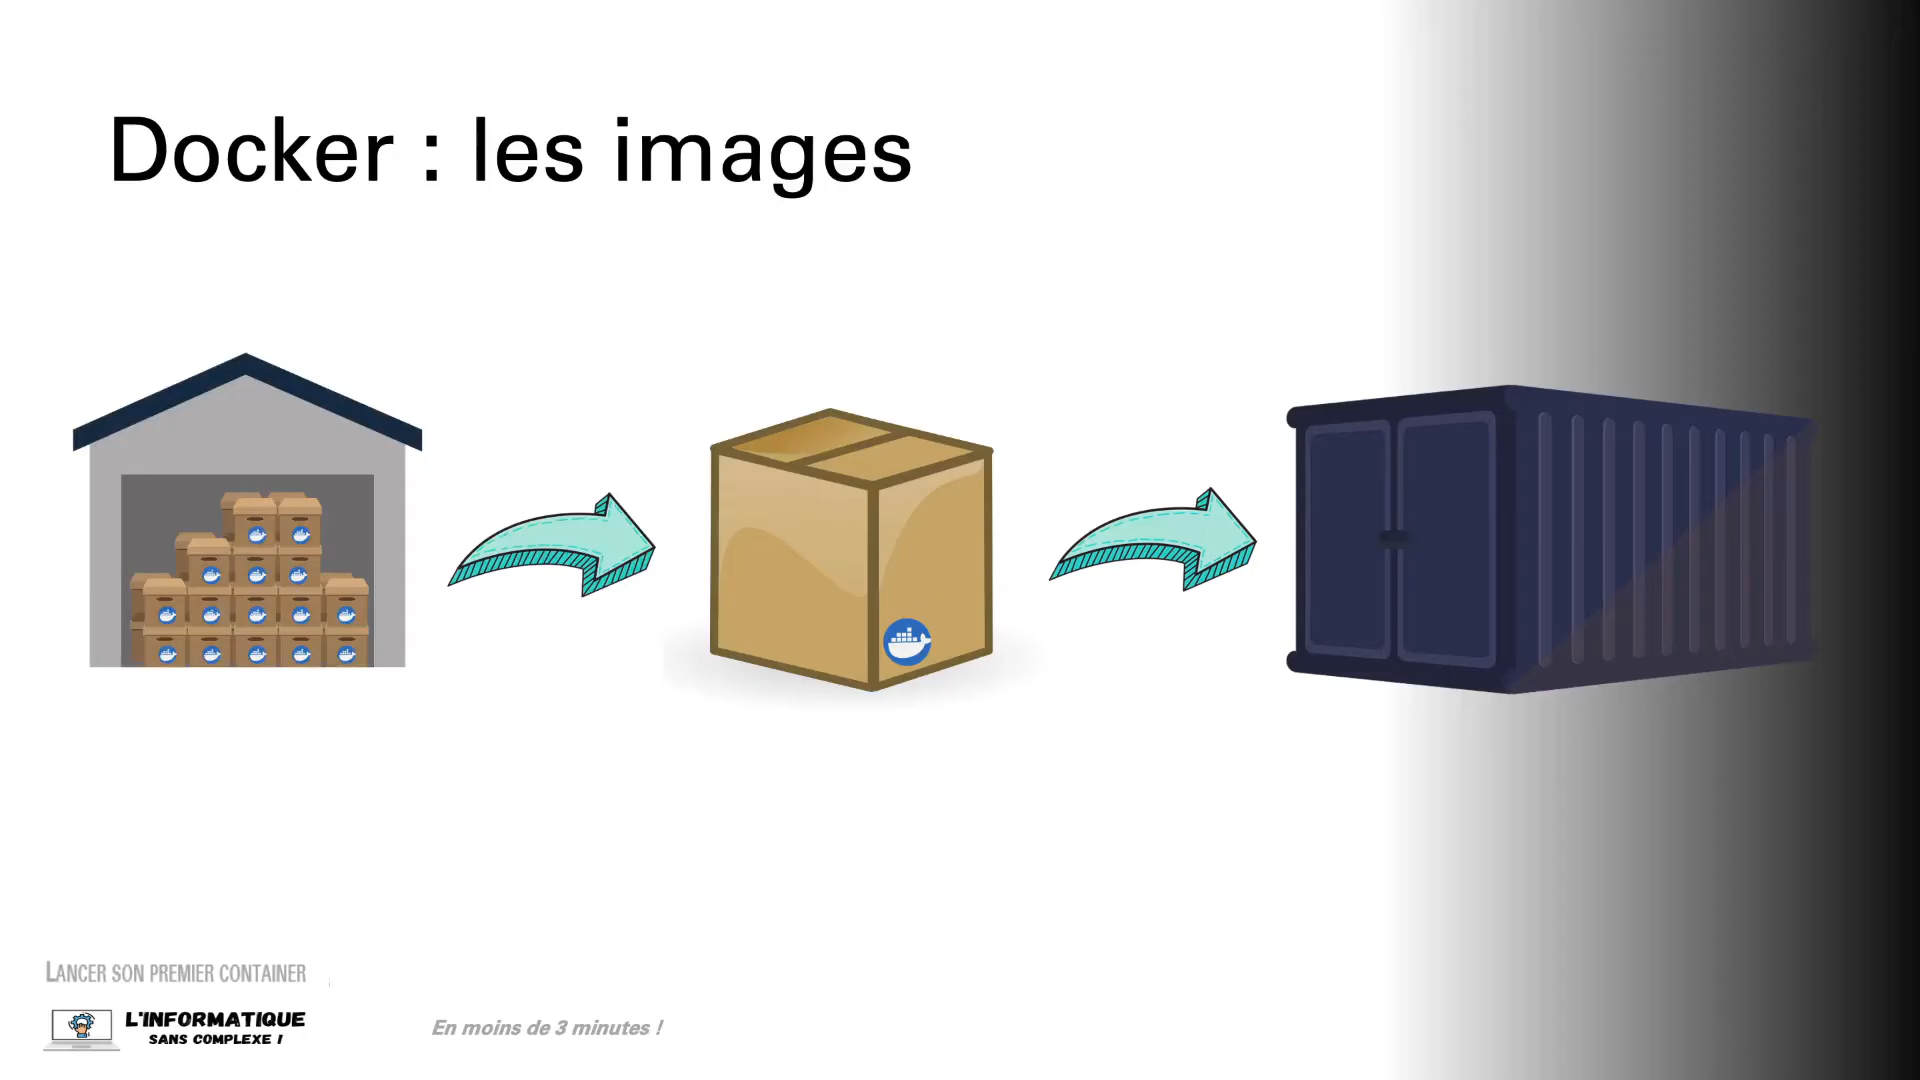 Docker : les images
LANCER SON PREMIER CONTAINER
L'INFORMATIQUE
SANS COMPLEXE !
En moins de 3 minutes !